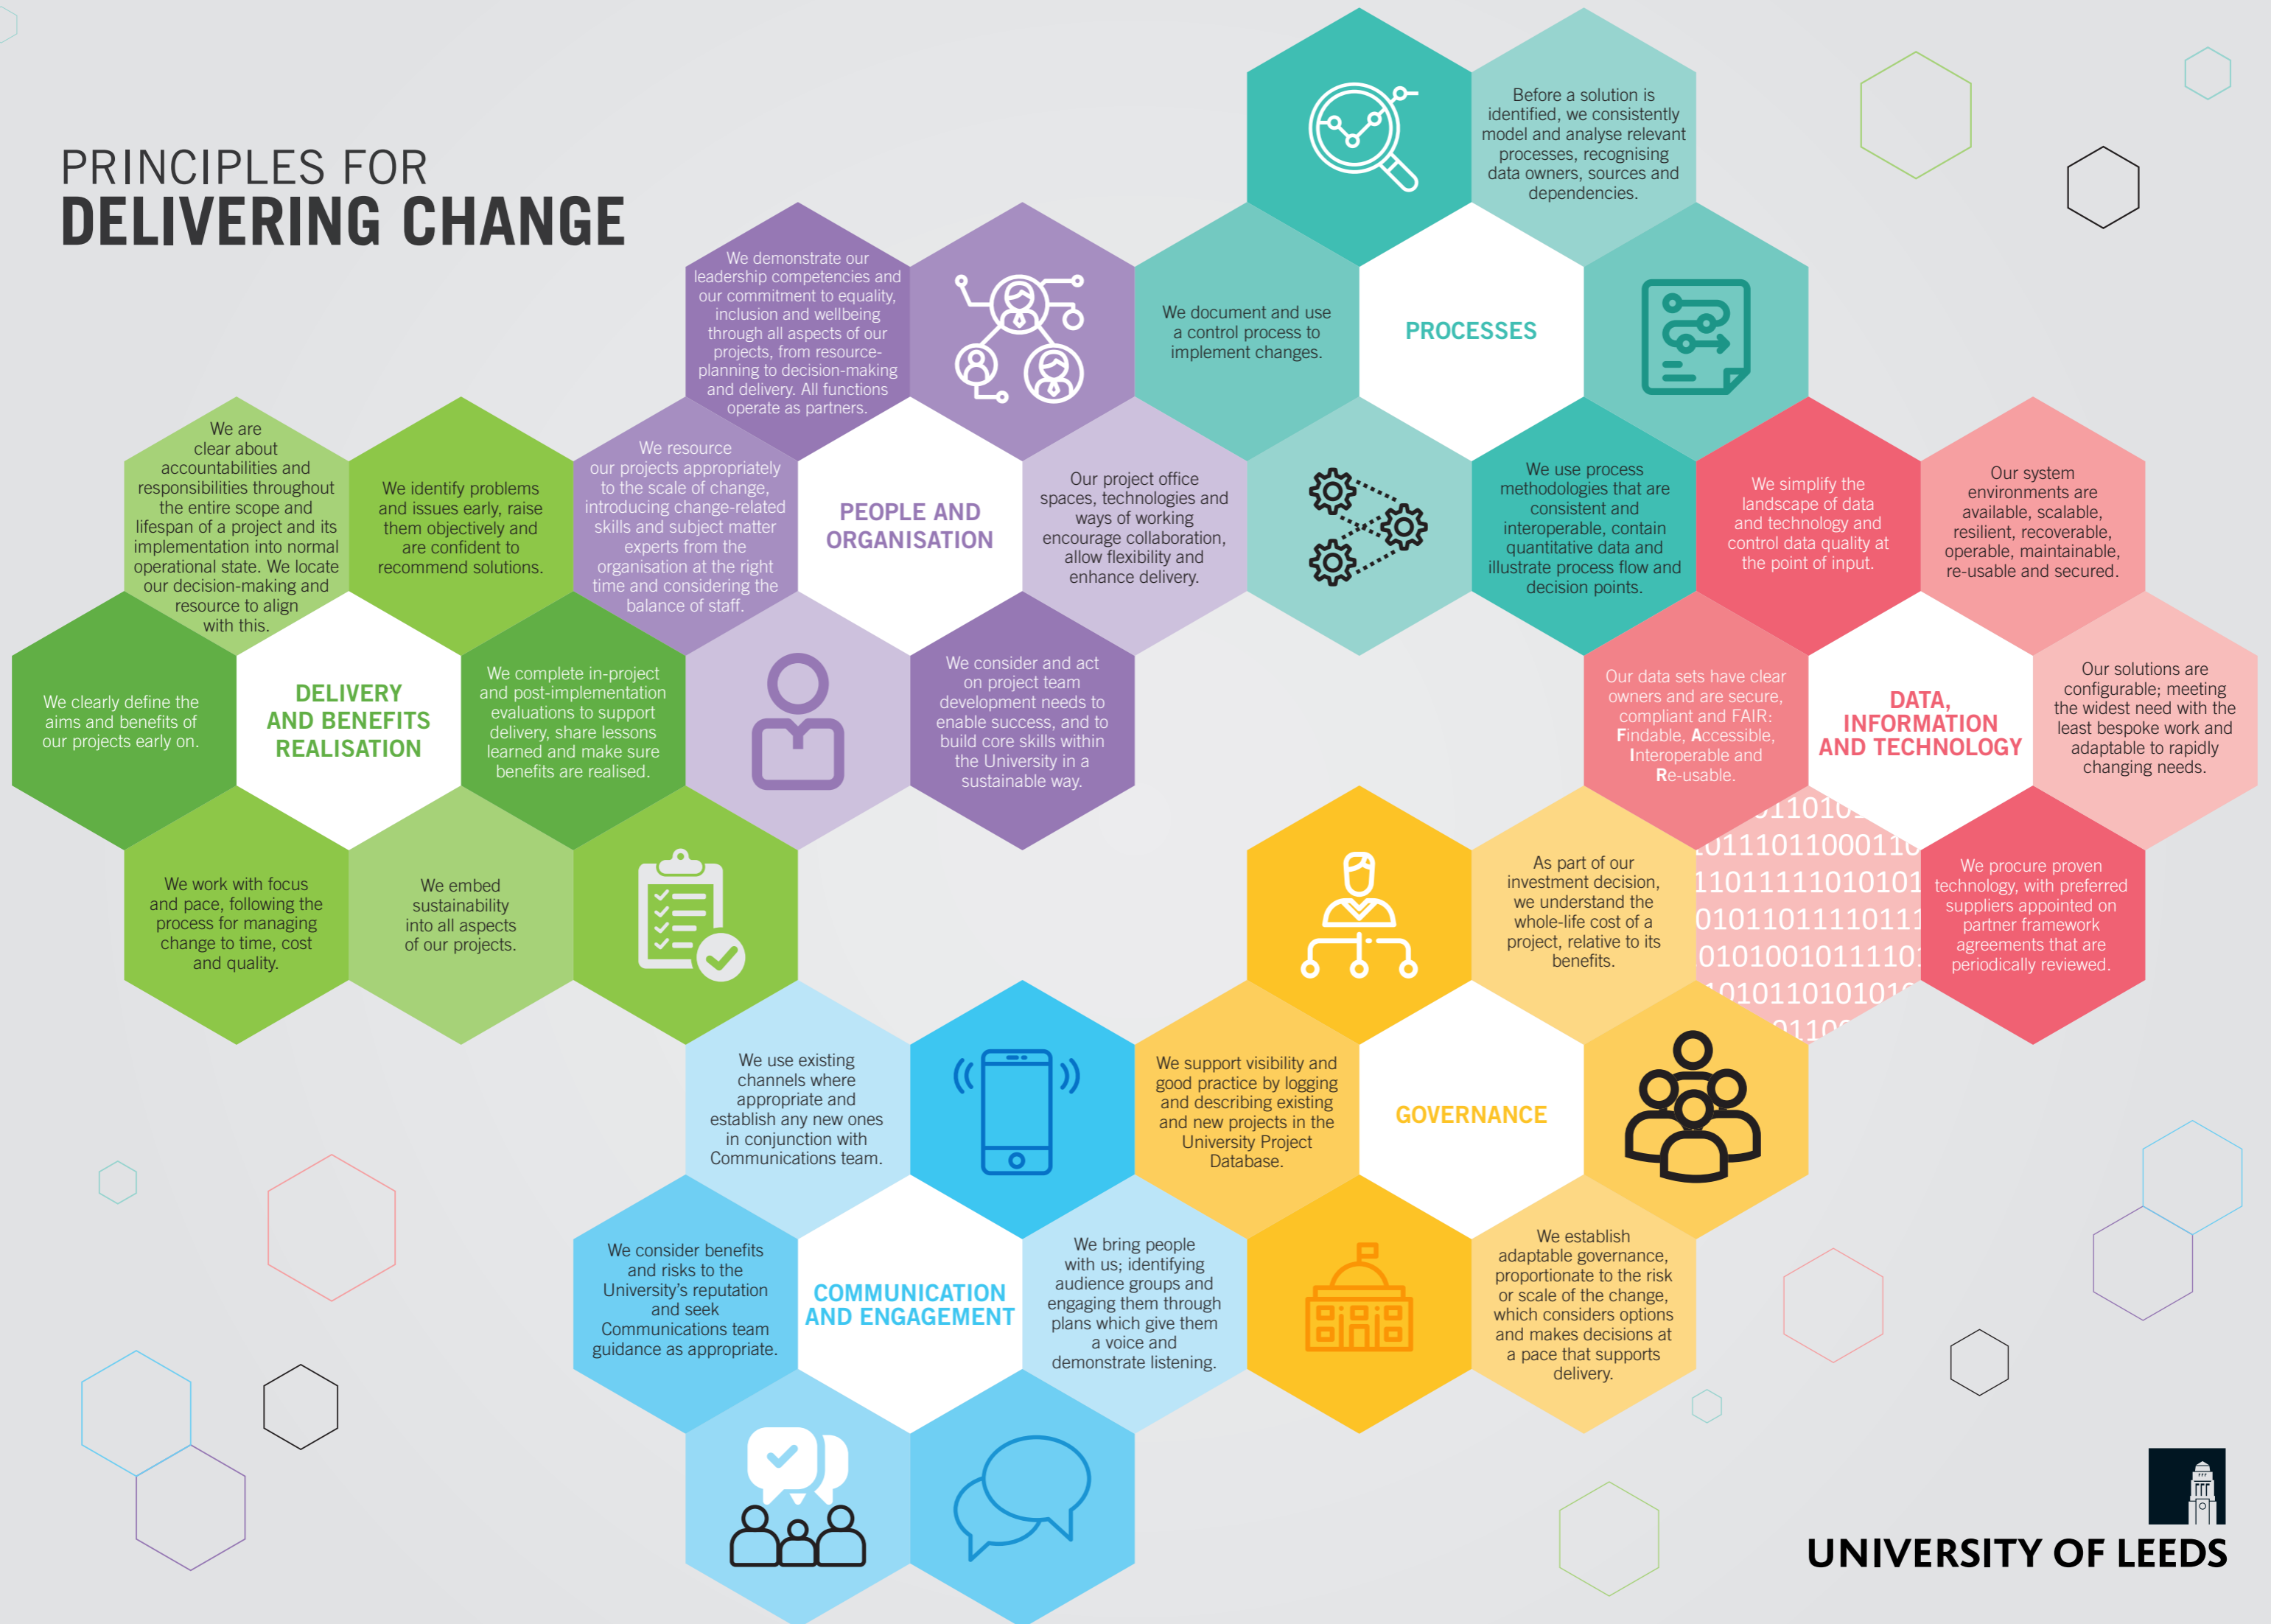 PRINCIPLES FOR
DELIVERING CHANGE
Before a solution is
identified, we consistently
model and analyse relevant
processes, recognising
data owners, sources and
dependencies.
We document and use
a control process to
implement changes.
PROCESSES
We use process
methodologies that are
consistent and
interoperable, contain
quantitative data and
illustrate process flow and
decision points.
We demonstrate our
leadership competencies and
our commitment to equality,
inclusion and wellbeing
through all aspects of our
projects, from resource-
planning to decision-making
and delivery. All functions
operate as partners.
We resource
our projects appropriately
to the scale of change,
introducing change-related
skills and subject matter
experts from the
organisation at the right
time and considering the
balance of staff.
PEOPLE AND
ORGANISATION
Our project office
spaces, technologies and
ways of working
encourage collaboration,
allow flexibility and
enhance delivery.
We consider and act
on project team
development needs to
enable success, and to
build core skills within
the University in a
sustainable way.
We are
clear about
accountabilities and
responsibilities throughout
the entire scope and
lifespan of a project and its
implementation into normal
operational state. We locate
our decision-making and
resource to align
with this.
We identify problems
and issues early, raise
them objectively and
are confident to
recommend solutions.
We clearly define the
aims and benefits of
our projects early on.
DELIVERY
AND BENEFITS
REALISATION
We complete in-project
and post-implementation
evaluations to support
delivery, share lessons
learned and make sure
benefits are realised.
We work with focus
and pace, following the
process for managing
change to time, cost
and quality.
We embed
sustainability
into all aspects
of our projects.
We simplify the
landscape of data
and technology and
control data quality at
the point of input.
Our system
environments are
available, scalable,
resilient, recoverable,
operable, maintainable,
re-usable and secured.
Our data sets have clear
owners and are secure,
compliant and FAIR:
Findable, Accessible,
Interoperable and
Re-usable.
DATA,
INFORMATION
AND TECHNOLOGY
Our solutions are
configurable; meeting
the widest need with the
least bespoke work and
adaptable to rapidly
changing needs.
We procure proven
technology, with preferred
suppliers appointed on
partner framework
agreements that are
periodically reviewed.
As part of our
investment decision,
we understand the
whole-life cost of a
project, relative to its
benefits.
We support visibility and
good practice by logging
and describing existing
and new projects in the
University Project
Database.
GOVERNANCE
We establish
adaptable governance,
proportionate to the risk
or scale of the change,
which considers options
and makes decisions at
a pace that supports
delivery.
We use existing
channels where
appropriate and
establish any new ones
in conjunction with
Communications team.
We consider benefits
and risks to the
University's reputation
and seek
Communications team
guidance as appropriate.
COMMUNICATION
AND ENGAGEMENT
We bring people
with us; identifying
audience groups and
engaging them through
plans which give them
a voice and
demonstrate listening.
UNIVERSITY OF LEEDS